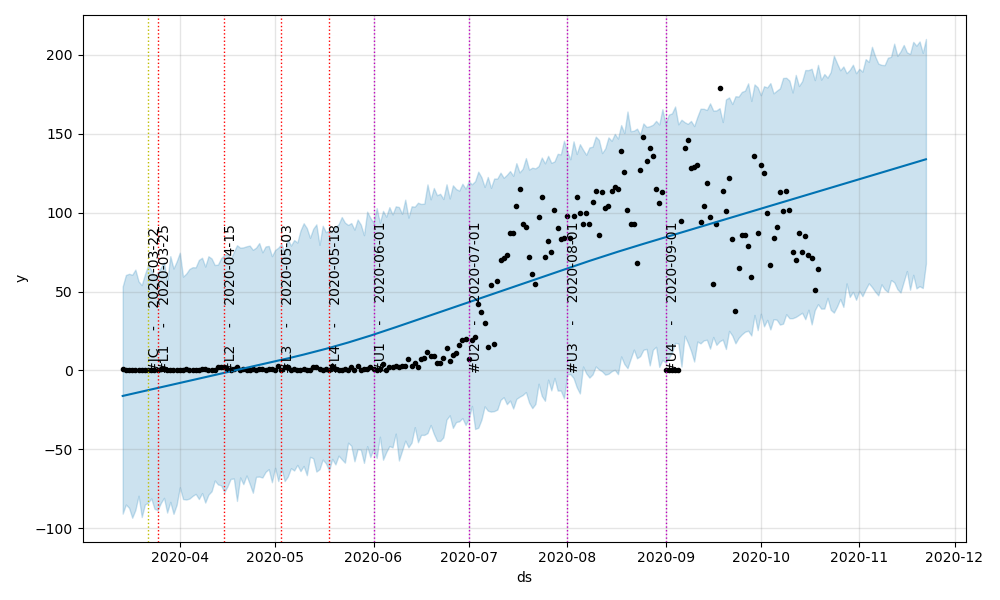 200
150
100
50
0
−50
−100
y
#JC - 2020-03-22
#L1 - 2020-03-25
#L2 - 2020-04-15
#L3 - 2020-05-03
#L4 - 2020-05-18
#U1 - 2020-06-01
#U2 - 2020-07-01
#U3 - 2020-08-01
#U4 - 2020-09-01
2020-04
2020-05
2020-06
2020-07
2020-08
2020-09
2020-10
2020-11
2020-12
ds